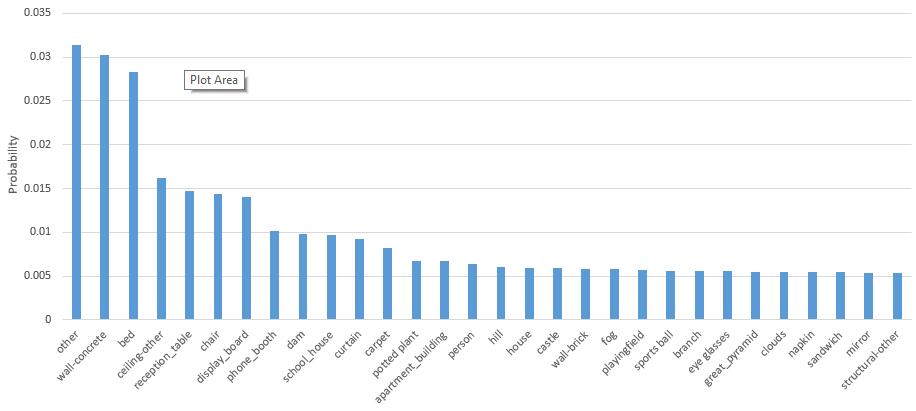 0.035
0.03
Plot Area
0.025
0.02
Probability
0.015
0.01
0.005
0
other
wall-concrete
bed
ceiling-other
reception_table
chair
display_board
phone_booth
dam
school_house
curtain
carpet
potted plant
apartment_building
person
hill
house
castle
wall-brick
fog
playingfield
sports ball
branch
eye glasses
great_pyramid
clouds
napkin
sandwich
mirror
structural-other